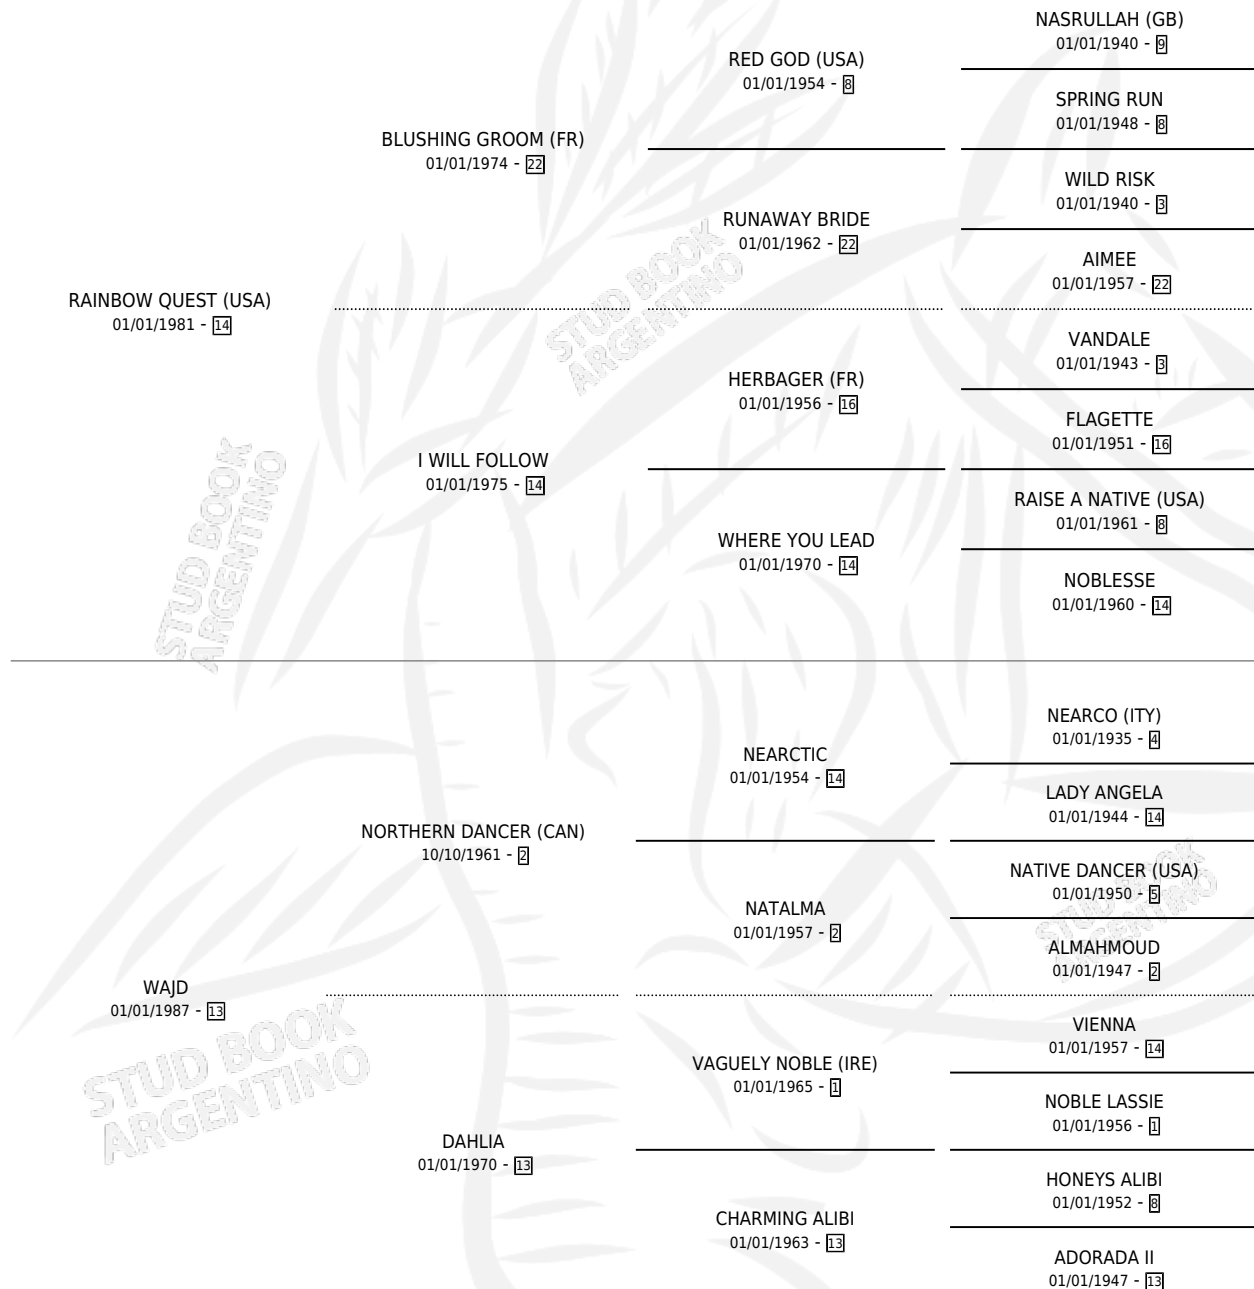 NASRULLAH (GB)
01/01/1940 - 9
RED GOD (USA)
01/01/1954 - 8
SPRING RUN
01/01/1948 - 8
BLUSHING GROOM (FR)
01/01/1974 - 22
WILD RISK
01/01/1940 - 3
RUNAWAY BRIDE
01/01/1962 - 22
AIMEE
01/01/1957 - 22
RAINBOW QUEST (USA)
01/01/1981 - 14
STUD BOOK
ARGENTINO
VANDALE
01/01/1943 - 3
HERBAGER (FR)
01/01/1956 - 16
FLAGETTE
01/01/1951 - 16
I WILL FOLLOW
01/01/1975 - 14
RAISE A NATIVE (USA)
01/01/1961 - 8
WHERE YOU LEAD
01/01/1970 - 14
NOBLESSE
01/01/1960 - 14
STUD BOOK
ARGENTINO
NEARCO (ITY)
01/01/1935 - 4
NEARCTIC
01/01/1954 - 14
LADY ANGELA
01/01/1944 - 14
NORTHERN DANCER (CAN)
10/10/1961 - 2
NATIVE DANCER (USA)
01/01/1950 - 5
STUD BOOK
ARGENTINO
NATALMA
01/01/1957 - 2
ALMAHMOUD
01/01/1947 - 2
WAJD
01/01/1987 - 13
STUD BOOK
ARGENTINO
VIENNA
01/01/1957 - 14
VAGUELY NOBLE (IRE)
01/01/1965 - 1
NOBLE LASSIE
01/01/1956 - 1
DAHLIA
01/01/1970 - 13
HONEYS ALIBI
01/01/1952 - 8
CHARMING ALIBI
01/01/1963 - 13
ADORADA II
01/01/1947 - 13